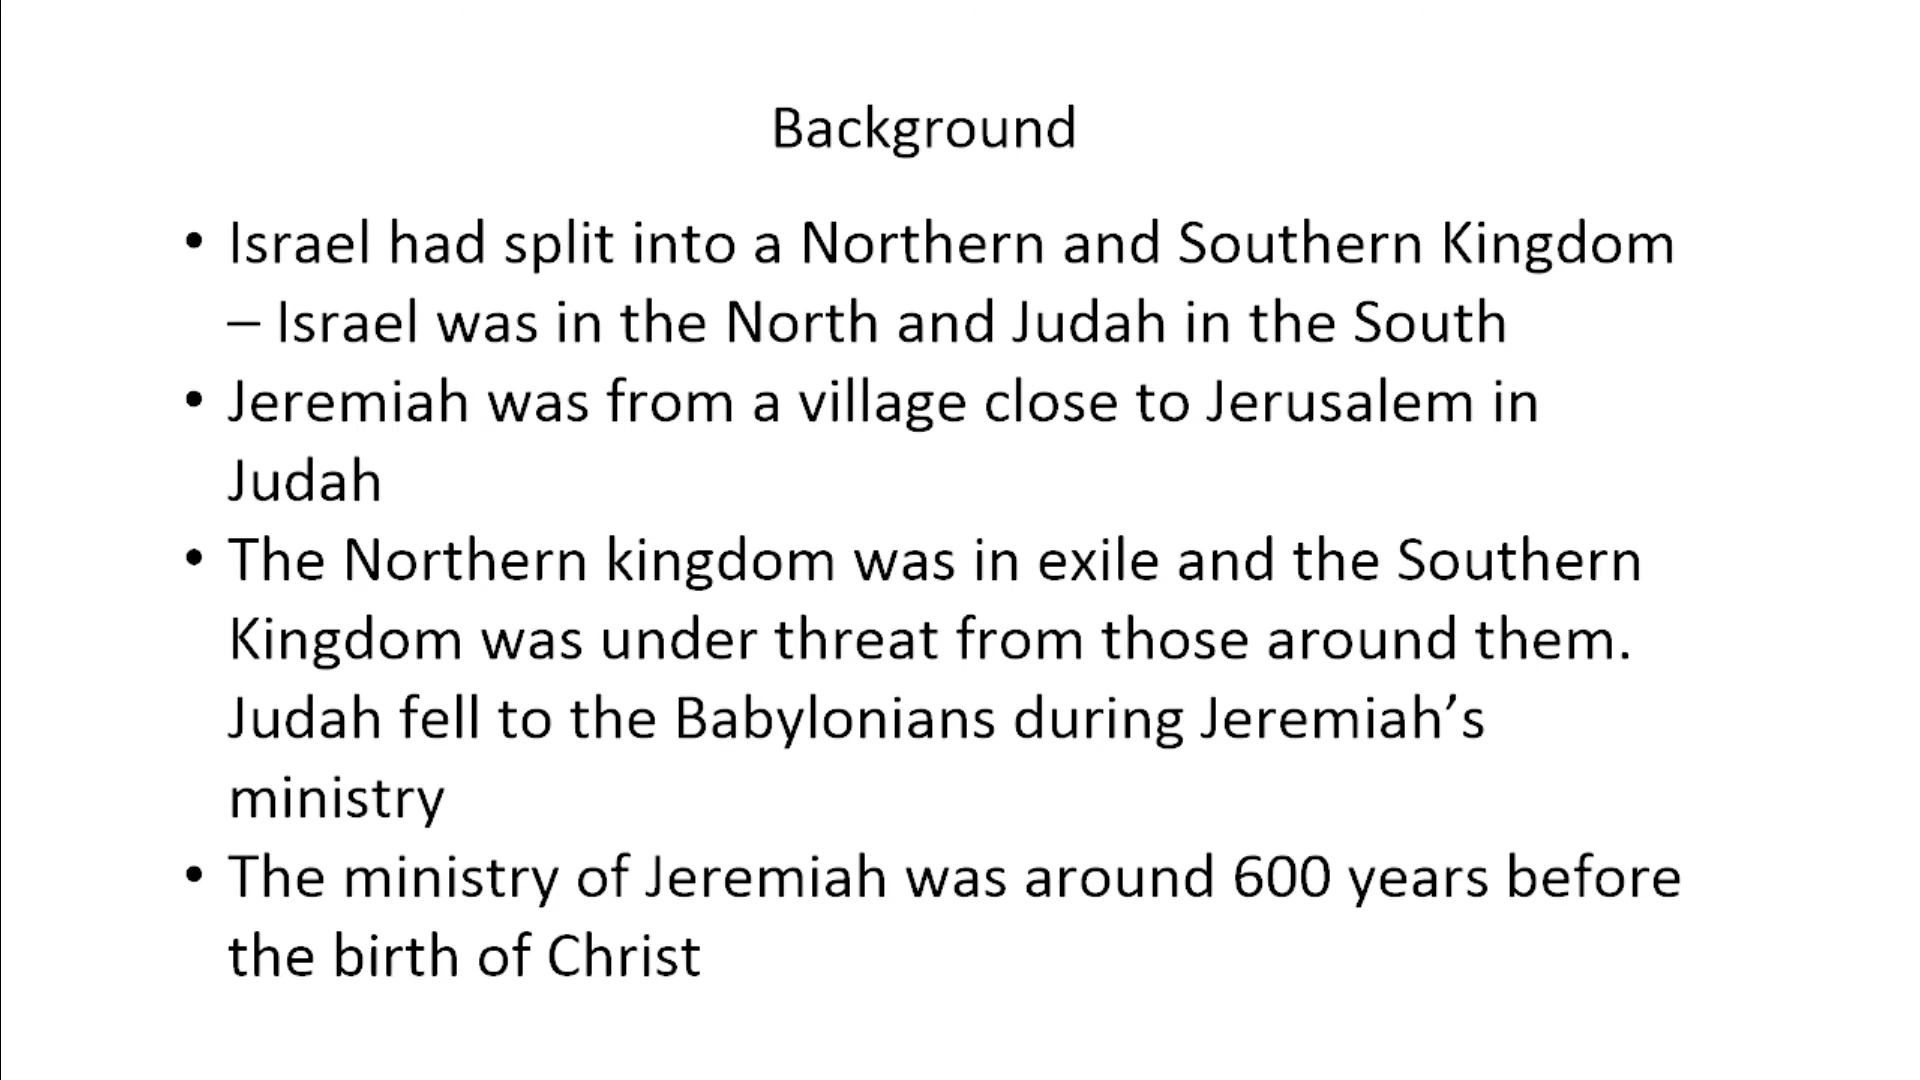 Background
• Israel had split into a Northern and Southern Kingdom
– Israel was in the North and Judah in the South
• Jeremiah was from a village close to Jerusalem in
Judah
• The Northern kingdom was in exile and the Southern
Kingdom was under threat from those around them.
Judah fell to the Babylonians during Jeremiah’s
ministry
• The ministry of Jeremiah was around 600 years before
the birth of Christ